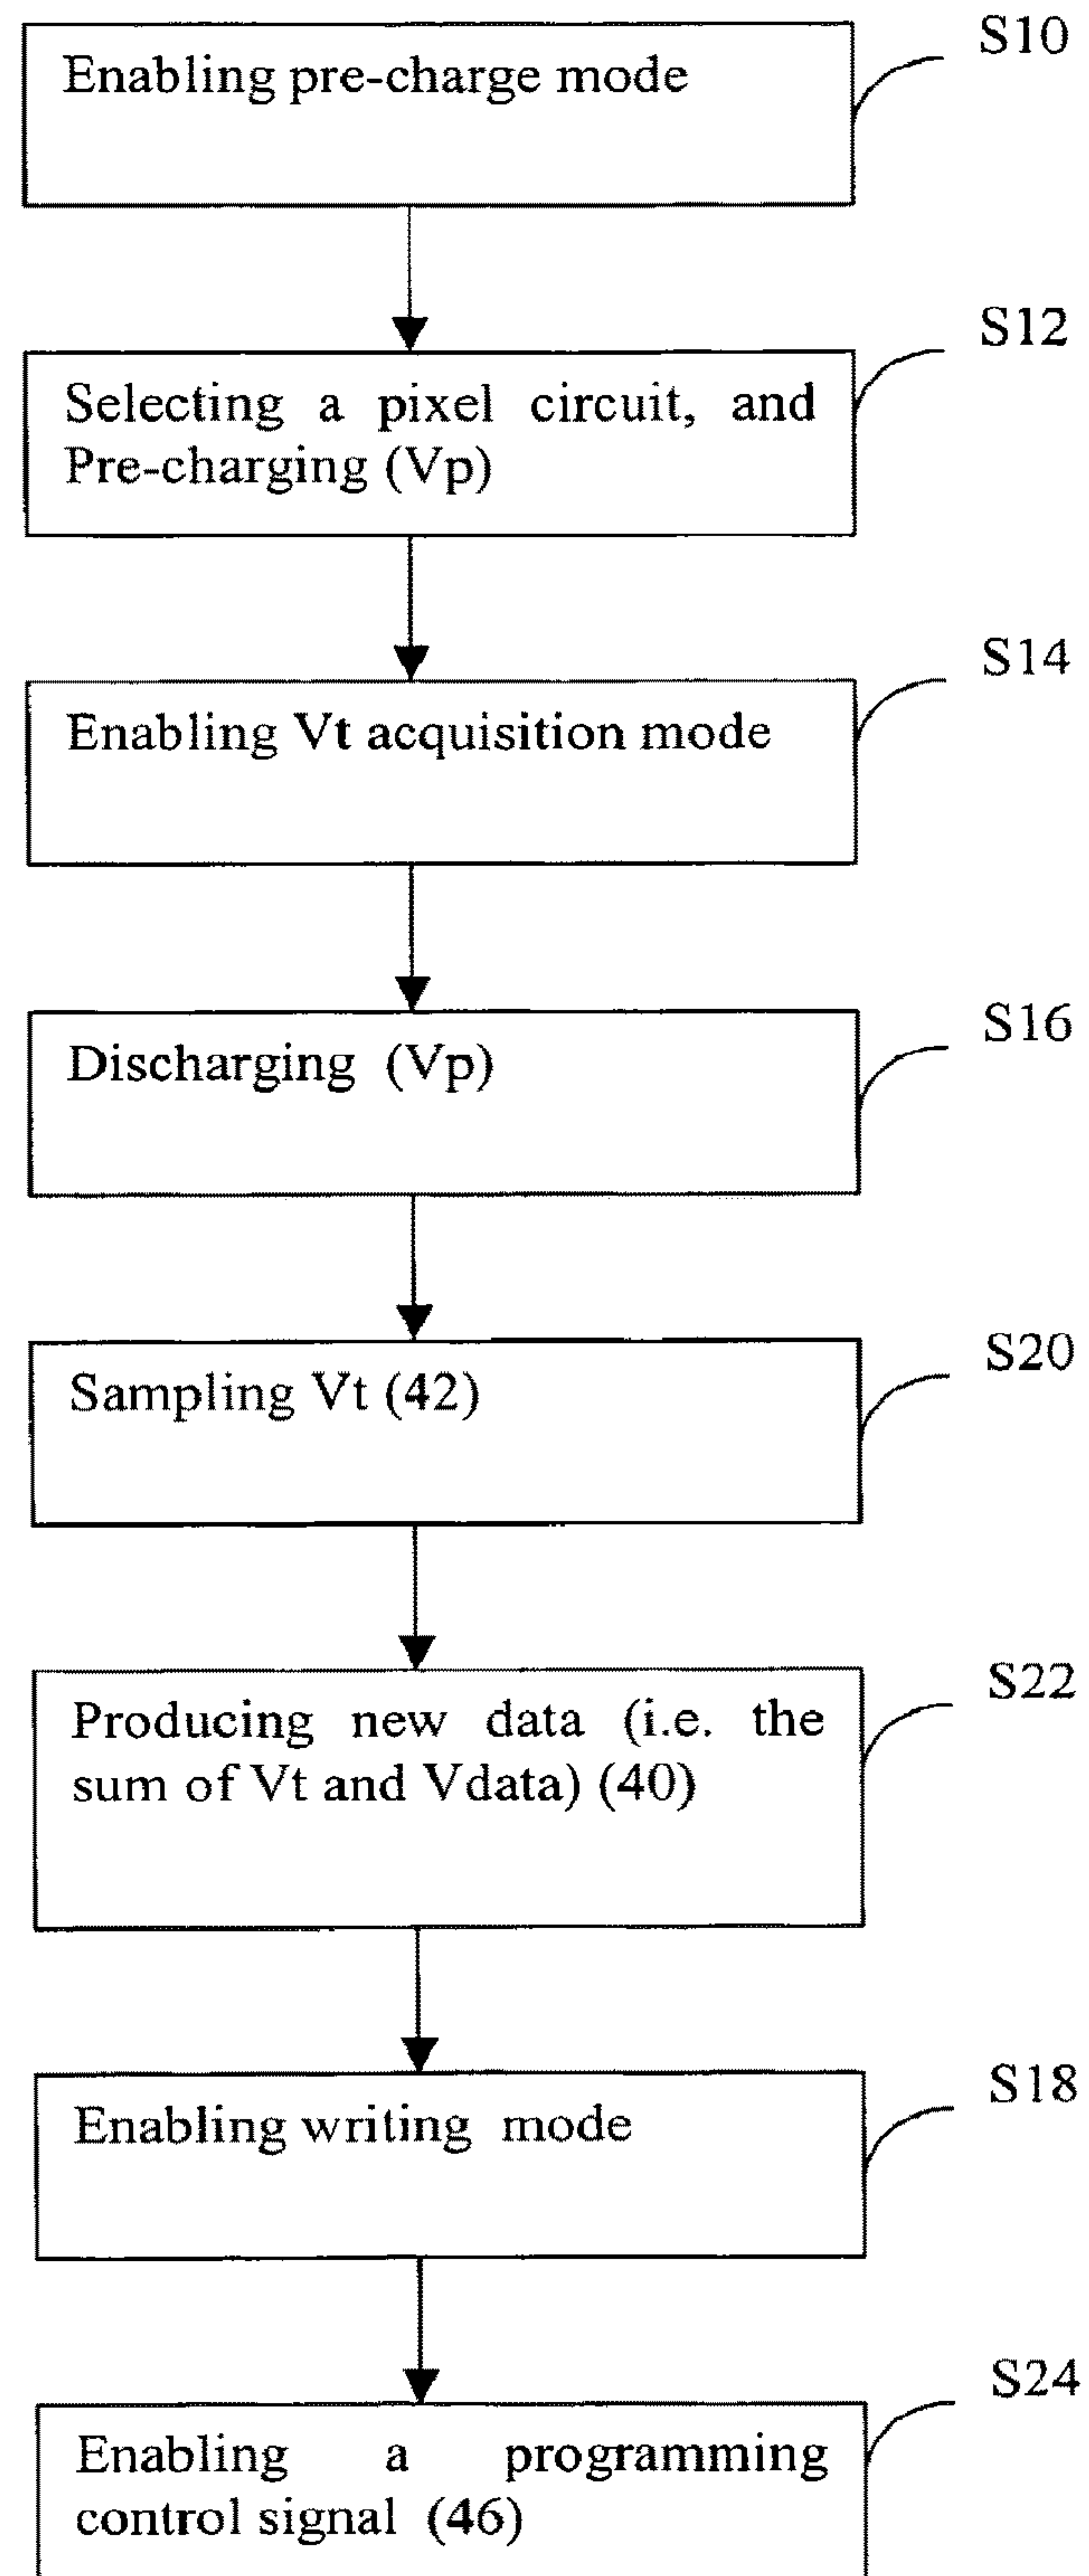 S10
Enabling pre-charge mode
S12
Selecting a pixel circuit, and
Pre-charging (Vp)
S14
Enabling Vt acquisition mode
S16
Discharging (Vp)
S20
Sampling Vt (42)
S22
Producing new data (i.e. the
sum of Vt and Vdata) (40)
S18
Enabling writing mode
S24
Enabling a programming
control signal (46)